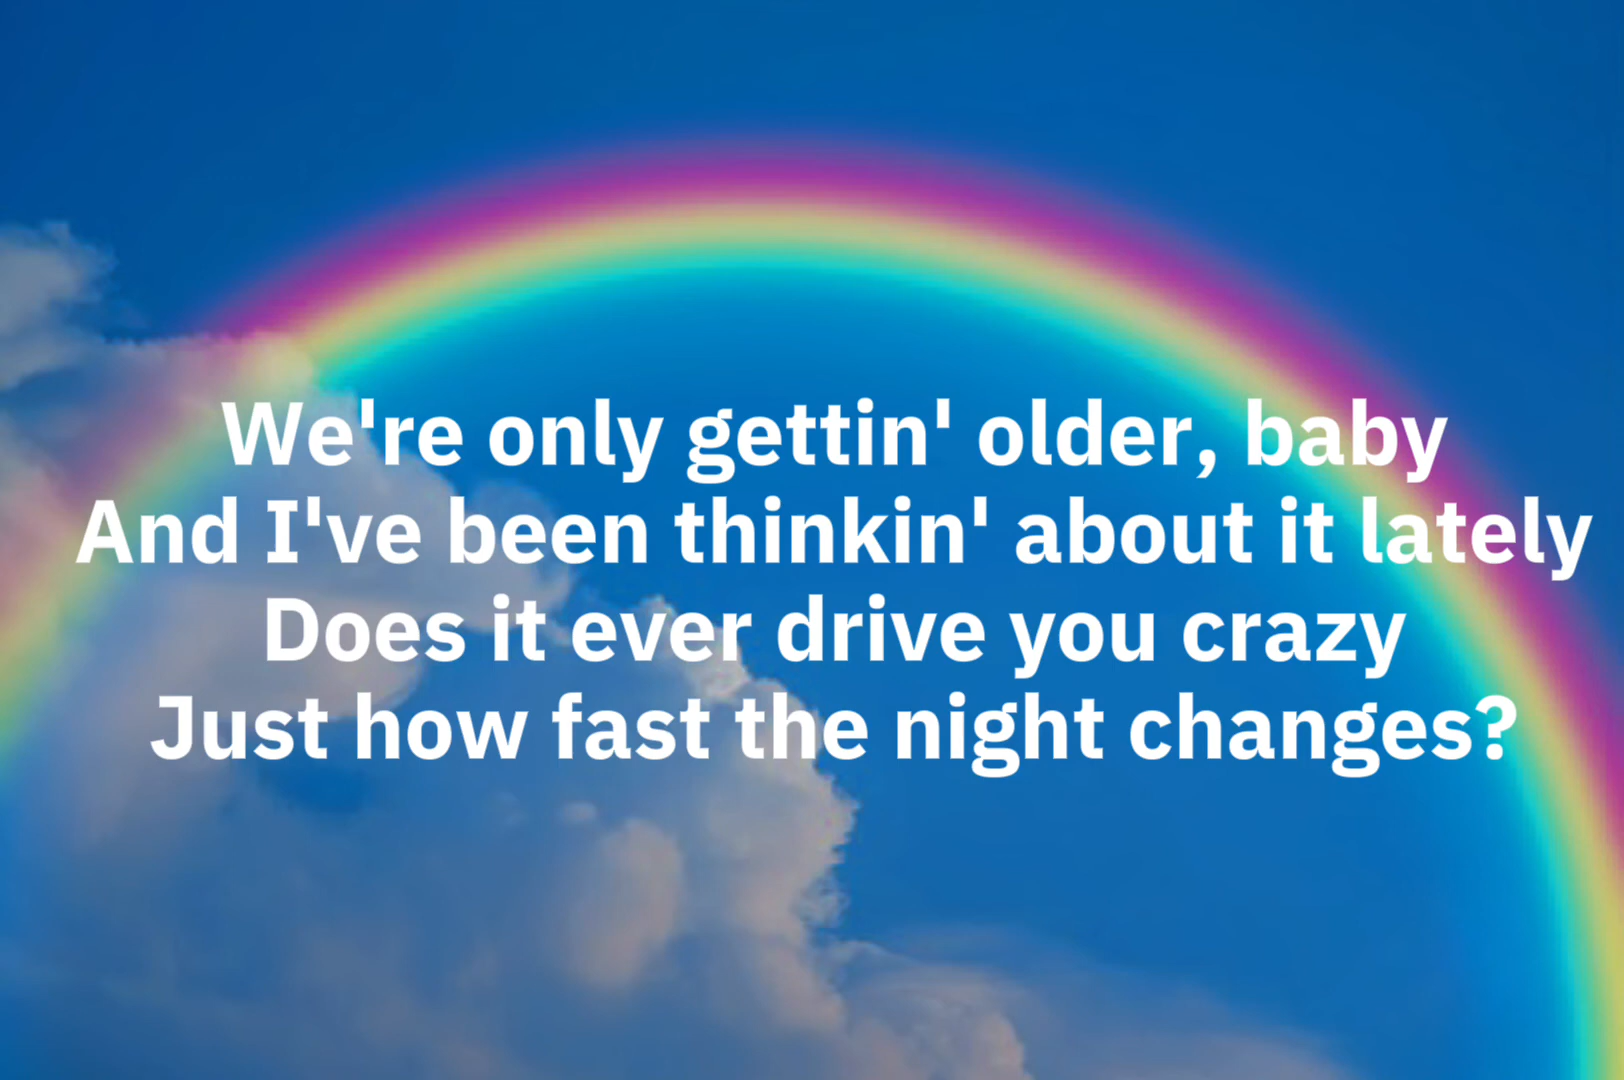 We're only gettin' older, baby
And I've been thinkin' about it lately
Does it ever drive you crazy
Just how fast the night changes?